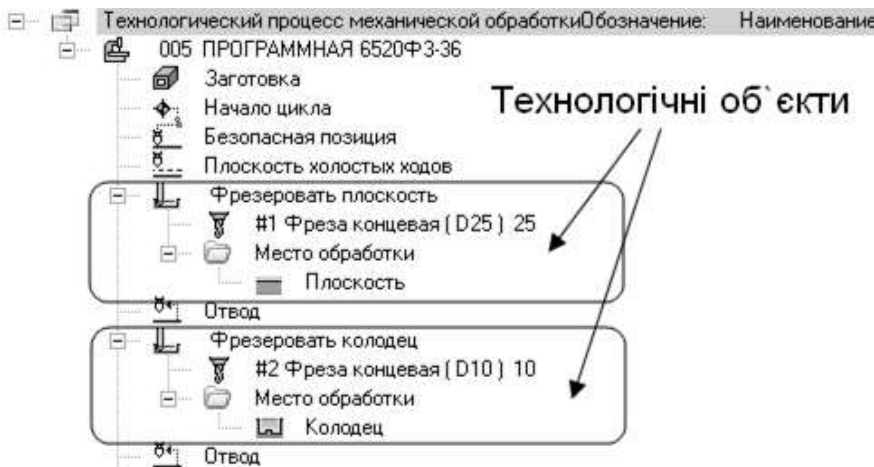 Технологический процесс механической обработки Обозначение: Наименование
005 ПРОГРАММНАЯ 6520Ф3-36
Заготовка
Начало цикла
Технологічні об`єкти
Безопасная позиция
Плоскость холостых ходов
Фрезеровать плоскость
#1 Фреза концевая ( D25 ) 25
Место обработки
Плоскость
Отвод
Фрезеровать колодец
#2 Фреза концевая ( D10 ) 10
Место обработки
Колодец
Отвод